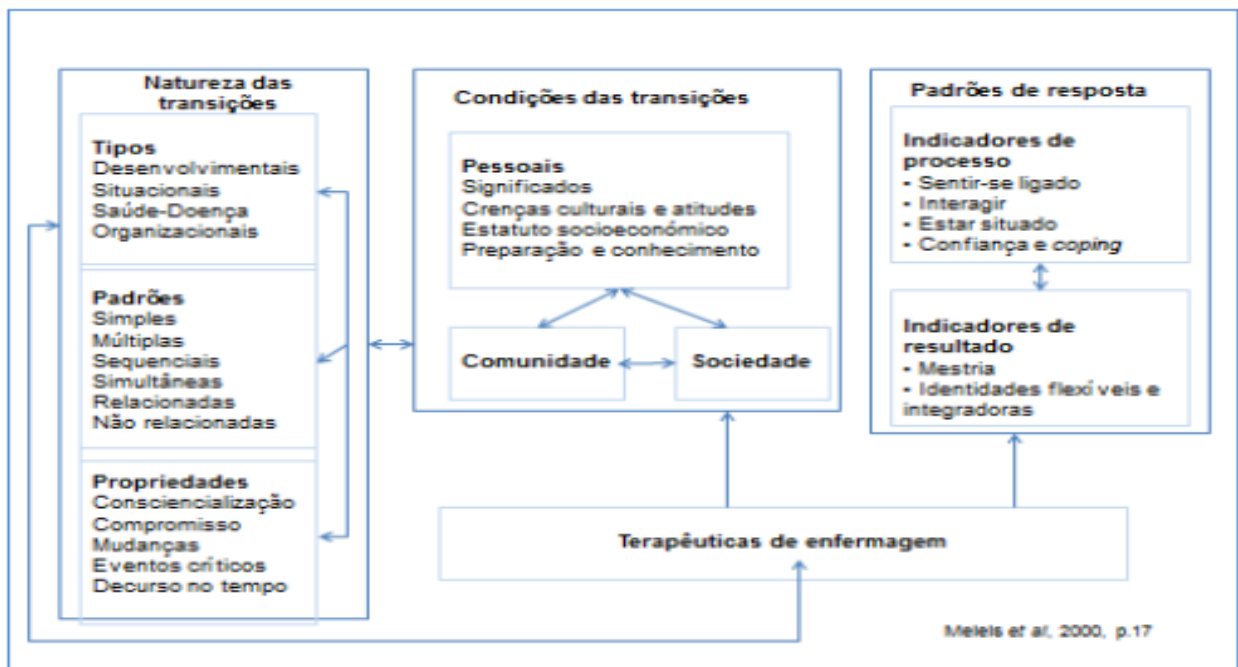 Natureza das
transições
Tipos
Desenvolvimentais
Situacionais
Saúde-Doença
Organizacionais
Padrões
Simples
Múltiplas
Sequenciais
Simultâneas
Relacionadas
Não relacionadas
Propriedades
Consciencialização
Compromisso
Mudanças
Eventos críticos
Decurso no tempo
Condições das transições
Pessoais
Significados
Crenças culturais e atitudes
Estatuto socioeconómico
Preparação e conhecimento
Comunidade
Sociedade
Padrões de resposta
Indicadores de
processo
- Sentir-se ligado
- Interagir
- Estar situado
- Confiança e coping
Indicadores de
resultado
- Mestria
- Identidades flexíveis e
integradoras
Terapêuticas de enfermagem
Meleis et al, 2000, p.17